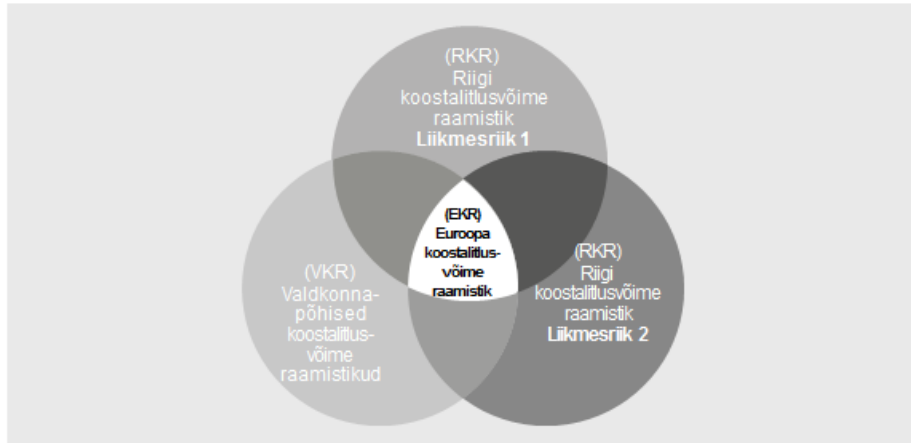 (RKR)
Riigi
koostalitlusvõime
raamistik
Liikmesriik 1
(EKR)
Euroopa
koostalitlus-
võime
raamistik
(VKR)
Valdkonna-
põhised
koostalitlus-
võime
raamistikud
(RKR)
Riigi
koostalitlusvõime
raamistik
Liikmesriik 2